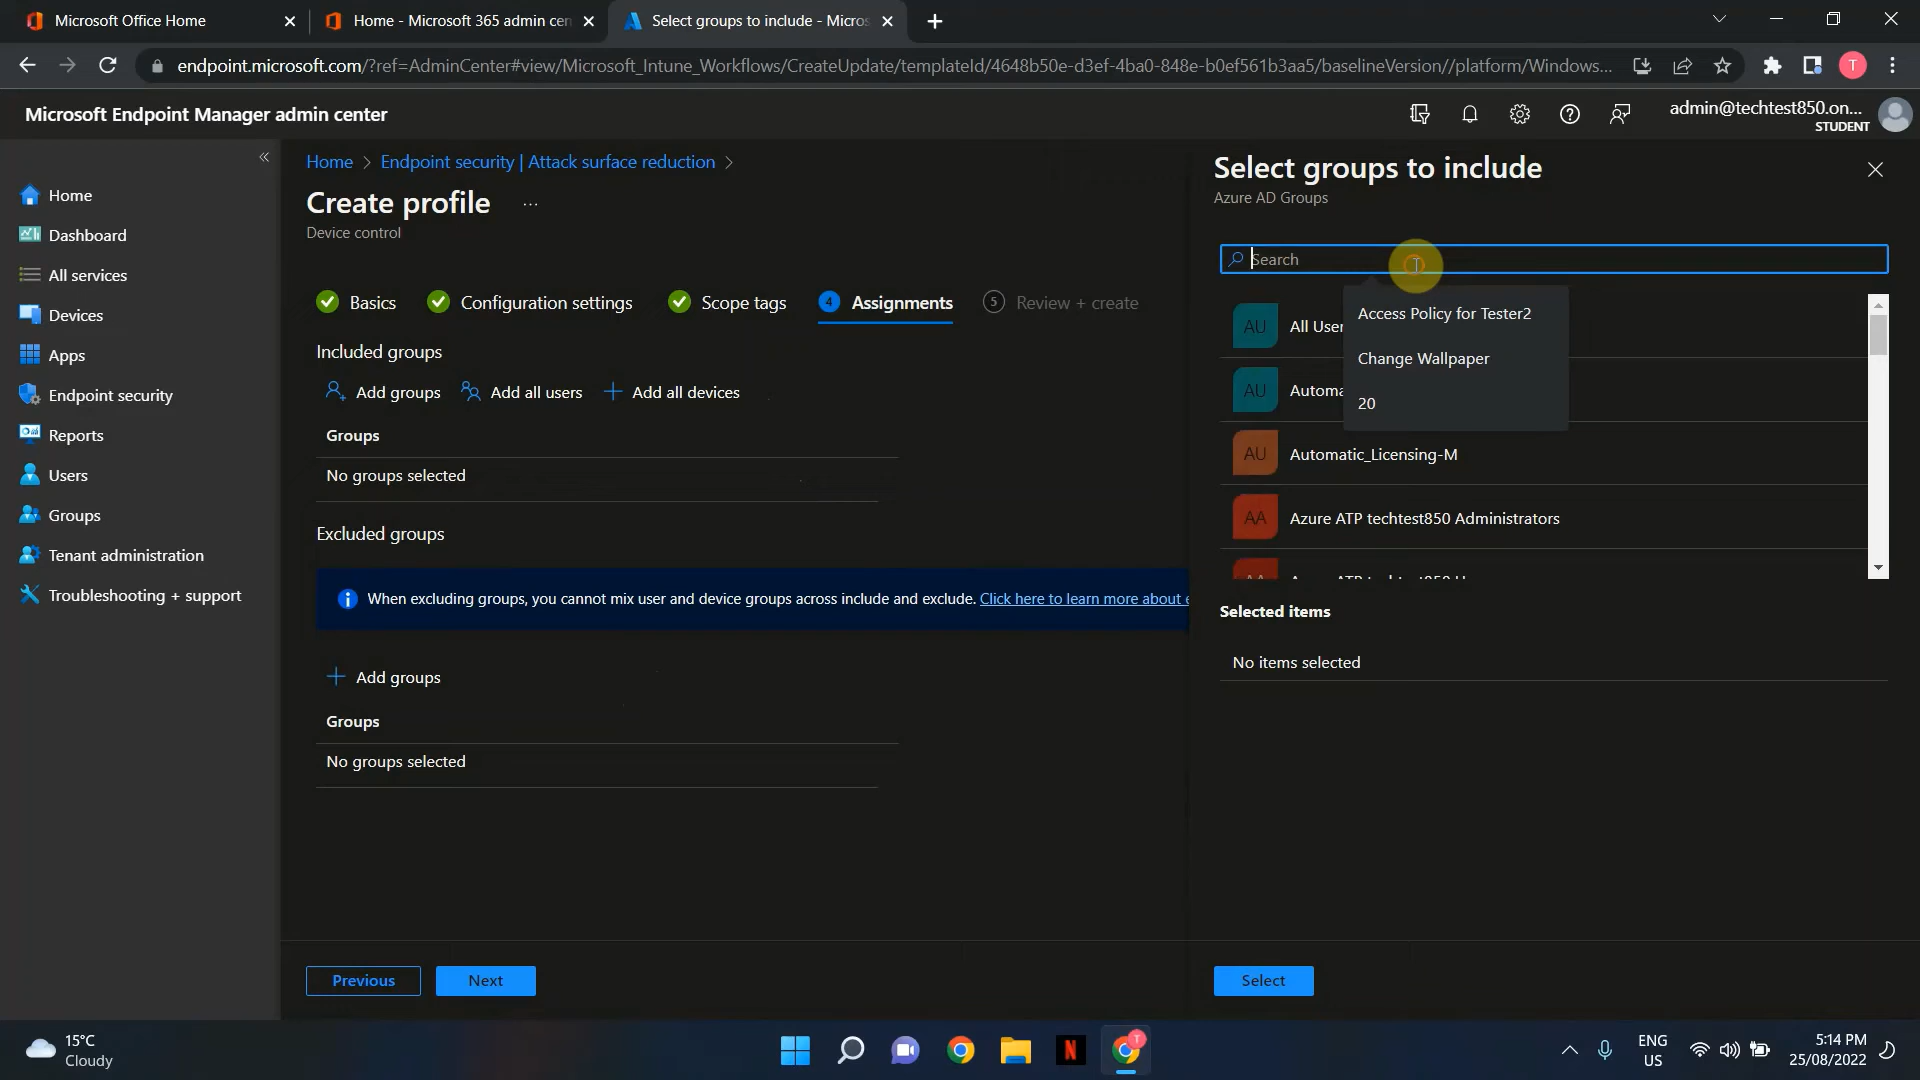 Microsoft Office Home
Home - Microsoft 365 admin cen
Select groups to include - Micros
endpoint.microsoft.com/?ref=AdminCenter#view/Microsoft_Intune_Workflows/CreateUpdate/templateId/4648b50e-d3ef-4ba0-848e-b0ef561b3aa5/baselineVersion//platform/Windows...
T
Microsoft Endpoint Manager admin center
admin@techtest850.on...
STUDENT
Home
Dashboard
All services
Devices
Apps
Endpoint security
Reports
Users
Groups
Tenant administration
Troubleshooting + support
Home > Endpoint security | Attack surface reduction >
Create profile ...
Device control
Basics
Configuration settings
Scope tags
4 Assignments
5 Review + create
Included groups
Add groups
Add all users
Add all devices
Groups
No groups selected
Excluded groups
When excluding groups, you cannot mix user and device groups across include and exclude. Click here to learn more about e
Add groups
Groups
No groups selected
Previous
Next
Select groups to include
Azure AD Groups
Search
Access Policy for Tester2
Change Wallpaper
20
AU All User
AU Automa
AU Automatic_Licensing-M
AA Azure ATP techtest850 Administrators
Selected items
No items selected
Select
15°C
Cloudy
T
ENG
US
5:14 PM
25/08/2022